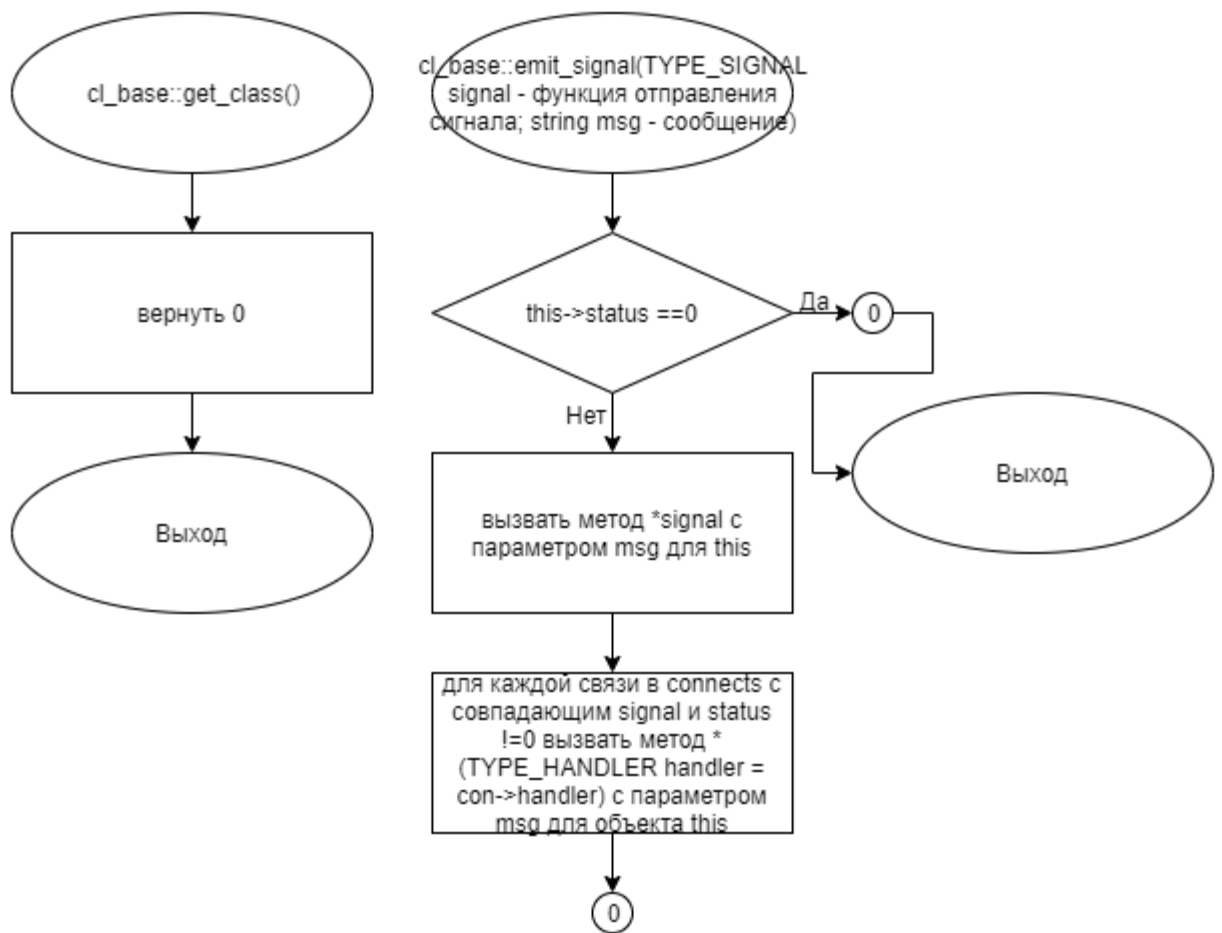 cl_base::get_class()
вернуть 0
Выход
cl_base::emit_signal(TYPE_SIGNAL
signal - функция отправления
сигнала; string msg - сообщение)
this->status ==0
Да
0
Выход
Нет
вызвать метод *signal с
параметром msg для this
для каждой связи в connects с
совпадающим signal и status
!=0 вызвать метод *
(TYPE_HANDLER handler =
con->handler) с параметром
msg для объекта this
0